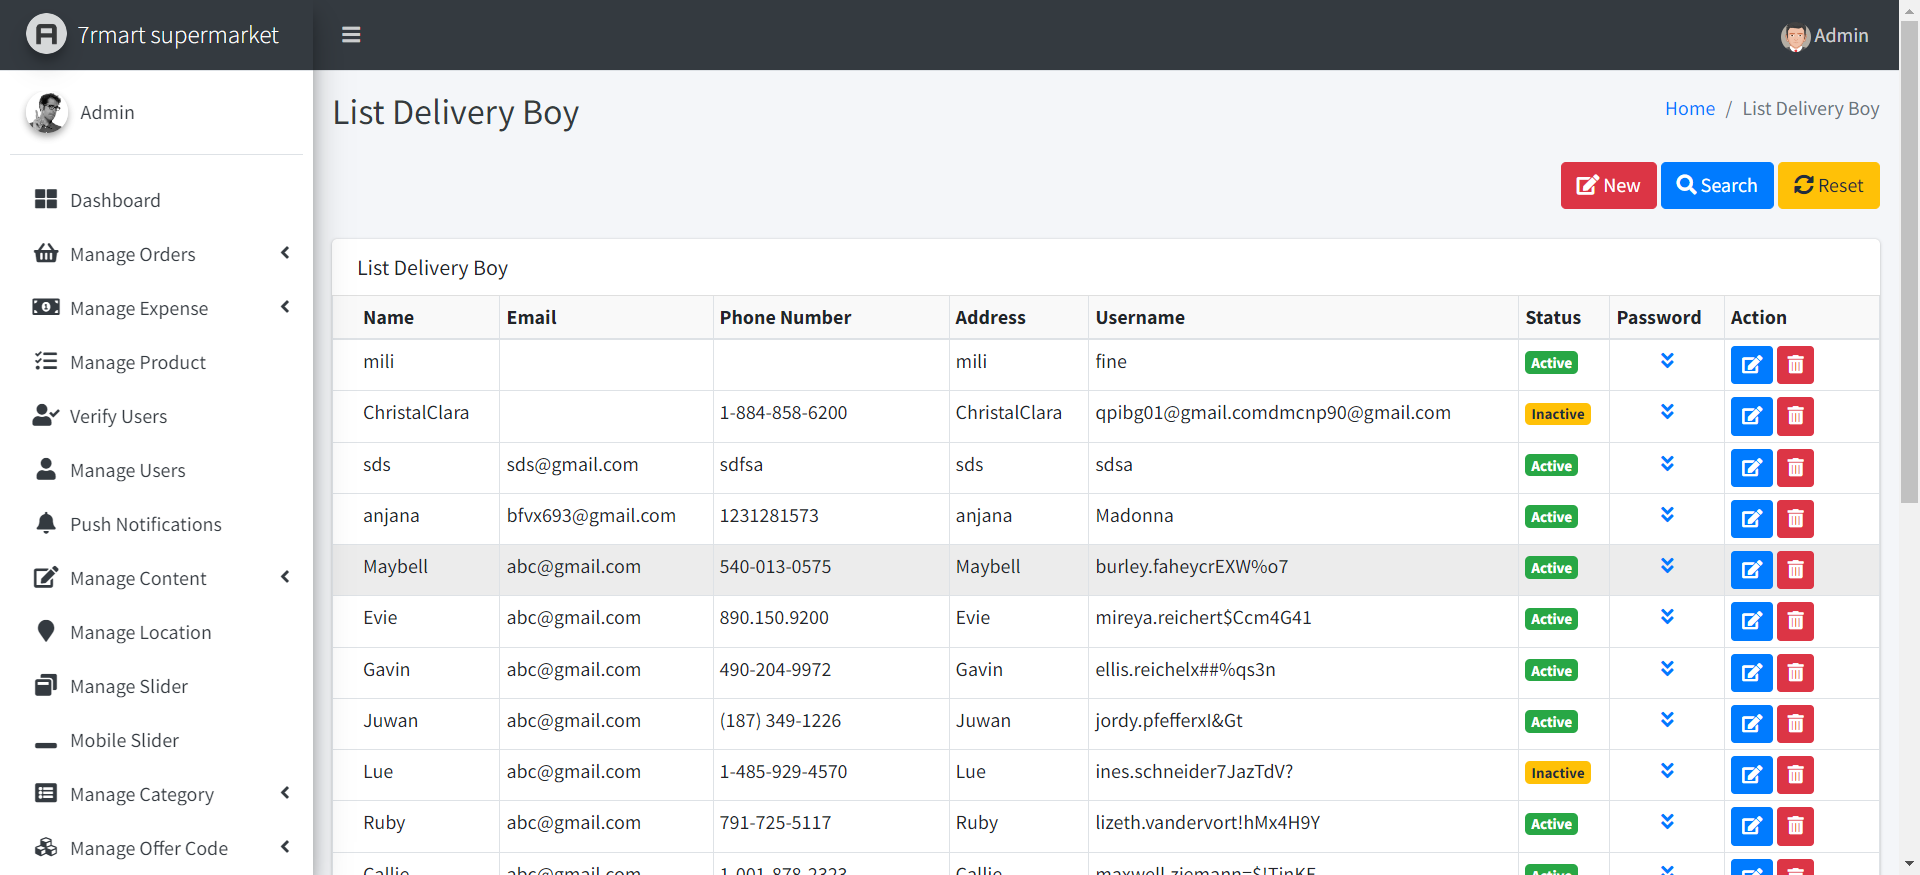 7rmart supermarket
Admin
Admin
List Delivery Boy
Home / List Delivery Boy
New Search Reset
Dashboard
Manage Orders
Manage Expense
Manage Product
Verify Users
Manage Users
Push Notifications
Manage Content
Manage Location
Manage Slider
Mobile Slider
Manage Category
Manage Offer Code
List Delivery Boy
Name Email Phone Number Address Username Status Password Action
mili mili fine Active
ChristalClara 1-884-858-6200 ChristalClara qpibg01@gmail.comdmcnp90@gmail.com Inactive
sds sds@gmail.com sdfsa sds sdsa Active
anjana bfvx693@gmail.com 1231281573 anjana Madonna Active
Maybell abc@gmail.com 540-013-0575 Maybell burley.faheycrEXW%o7 Active
Evie abc@gmail.com 890.150.9200 Evie mireya.reichert$Ccm4G41 Active
Gavin abc@gmail.com 490-204-9972 Gavin ellis.reichelx##%qs3n Active
Juwan abc@gmail.com (187) 349-1226 Juwan jordy.pfefferxI&Gt Active
Lue abc@gmail.com 1-485-929-4570 Lue ines.schneider7JazTdV? Inactive
Ruby abc@gmail.com 791-725-5117 Ruby lizeth.vandervort!hMx4H9Y Active
Callie abc@gmail.com 1-001-878-2323 Callie